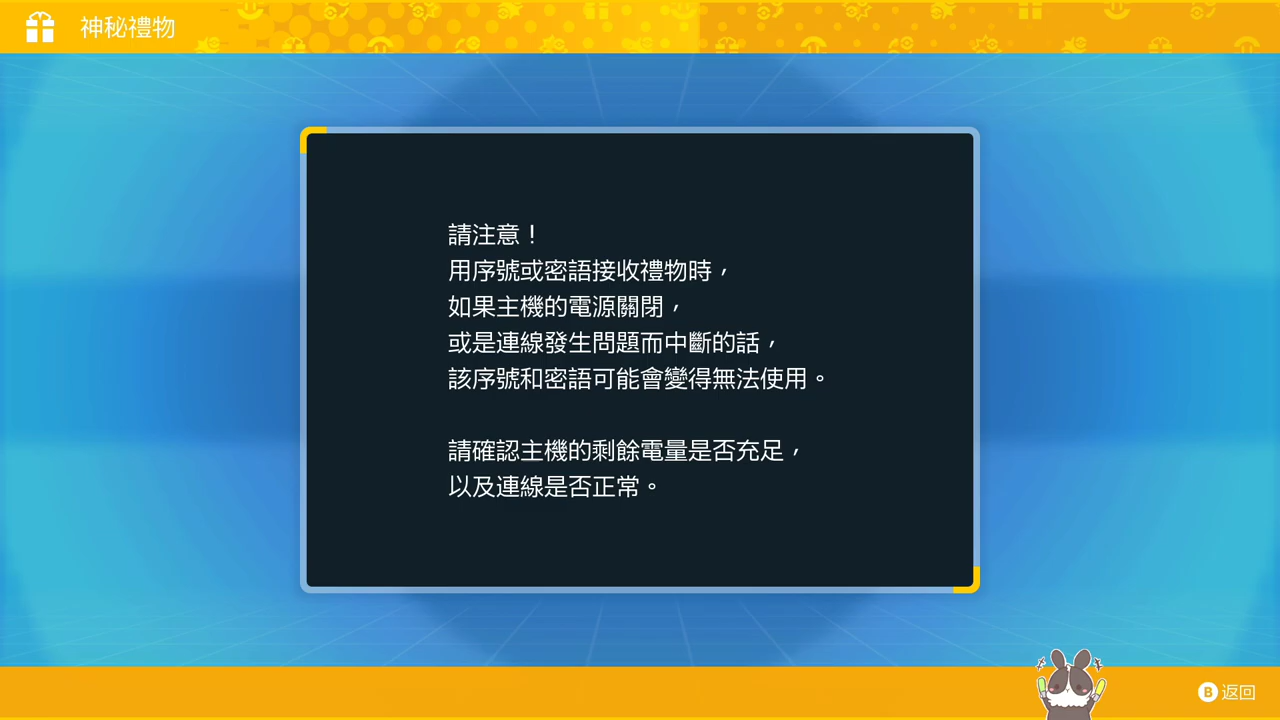 神秘禮物
請注意！
用序號或密語接收禮物時，
如果主機的電源關閉，
或是連線發生問題而中斷的話，
該序號和密語可能會變得無法使用。
請確認主機的剩餘電量是否充足，
以及連線是否正常。
B 返回